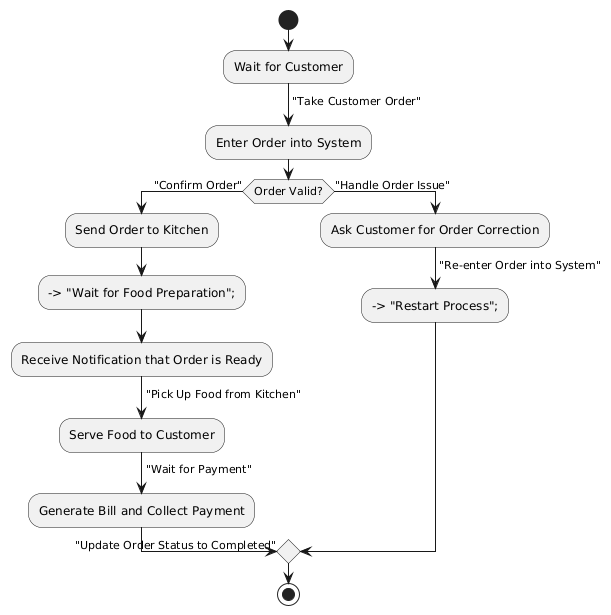 Wait for Customer
"Take Customer Order"
Enter Order into System
"Confirm Order"
Order Valid?
"Handle Order Issue"
Send Order to Kitchen
Ask Customer for Order Correction
"Re-enter Order into System"
-> "Wait for Food Preparation";
-> "Restart Process";
Receive Notification that Order is Ready
"Pick Up Food from Kitchen"
Serve Food to Customer
"Wait for Payment"
Generate Bill and Collect Payment
"Update Order Status to Completed"